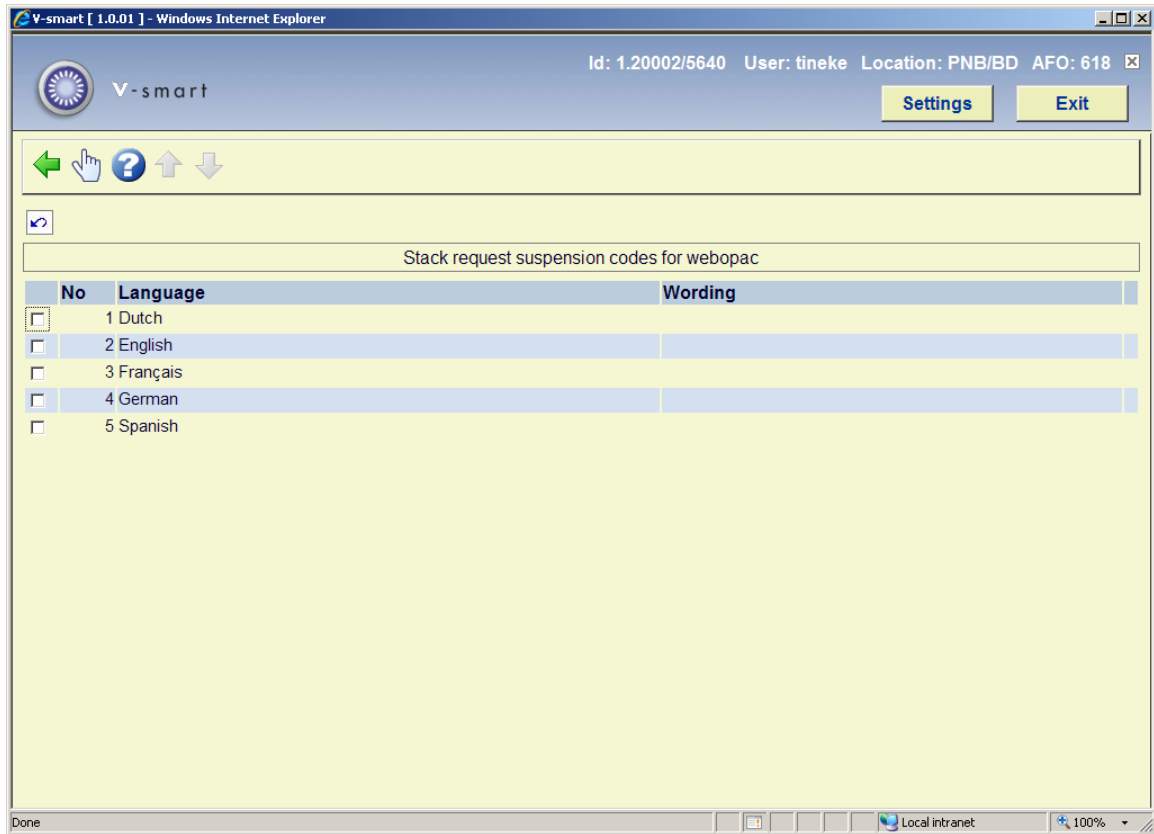 V-smart [ 1.0.01 ] - Windows Internet Explorer
Id: 1.20002/5640 User: tineke Location: PNB/BD AFO: 618
V-smart
Settings Exit
Stack request suspension codes for webopac
No Language Wording
1 Dutch
2 English
3 Français
4 German
5 Spanish
Done Local intranet 100%